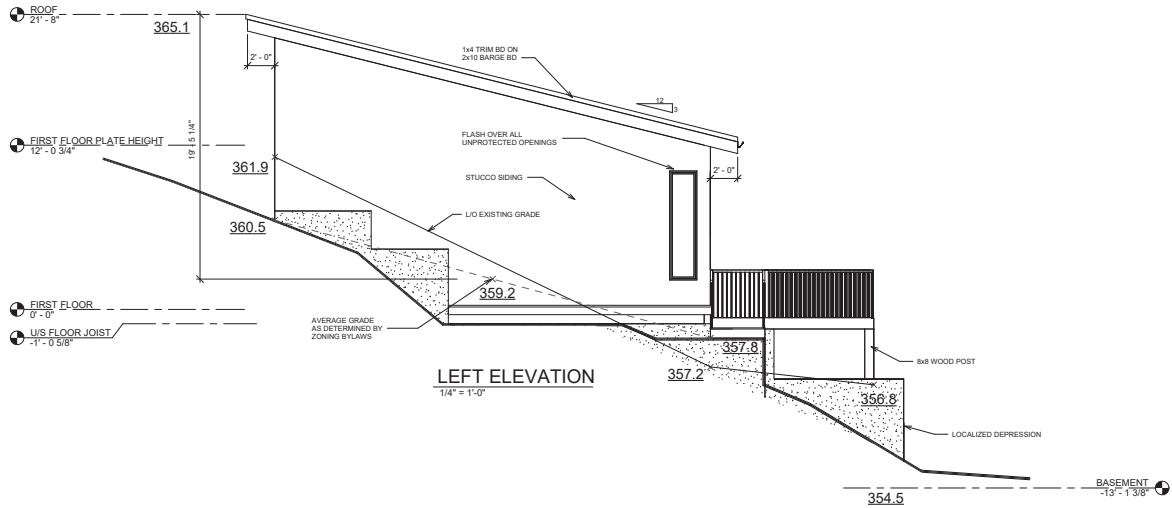 ROOF
21' - 8"
365.1
2' - 0"
1x4 TRIM BD ON
2x10 BARGE BD
12
3
FIRST FLOOR PLATE HEIGHT
12' - 0 3/4"
19' - 5 1/4"
FLASH OVER ALL
UNPROTECTED OPENINGS
2' - 0"
361.9
STUCCO SIDING
L/O EXISTING GRADE
360.5
359.2
FIRST FLOOR
0' - 0"
U/S FLOOR JOIST
-1' - 0 5/8"
AVERAGE GRADE
AS DETERMINED BY
ZONING BYLAWS
357.8
357.2
8x8 WOOD POST
LEFT ELEVATION
1/4" = 1'-0"
356.8
LOCALIZED DEPRESSION
BASEMENT
-13' - 1 3/8"
354.5